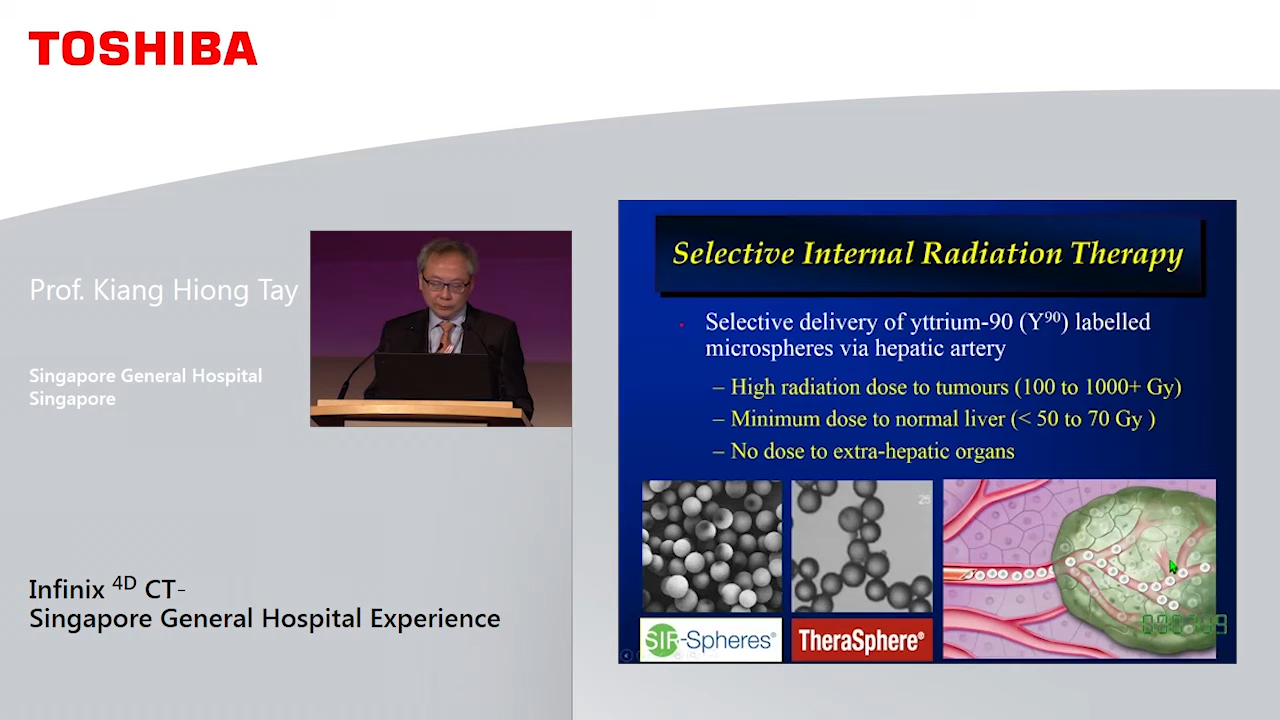 TOSHIBA
Prof. Kiang Hiong Tay
Singapore General Hospital
Singapore
Infinix 4D CT-
Singapore General Hospital Experience
Selective Internal Radiation Therapy
Selective delivery of yttrium-90 (Y90) labelled
microspheres via hepatic artery
– High radiation dose to tumours (100 to 1000+ Gy)
– Minimum dose to normal liver (< 50 to 70 Gy )
– No dose to extra-hepatic organs
SIR-Spheres®
TheraSphere®